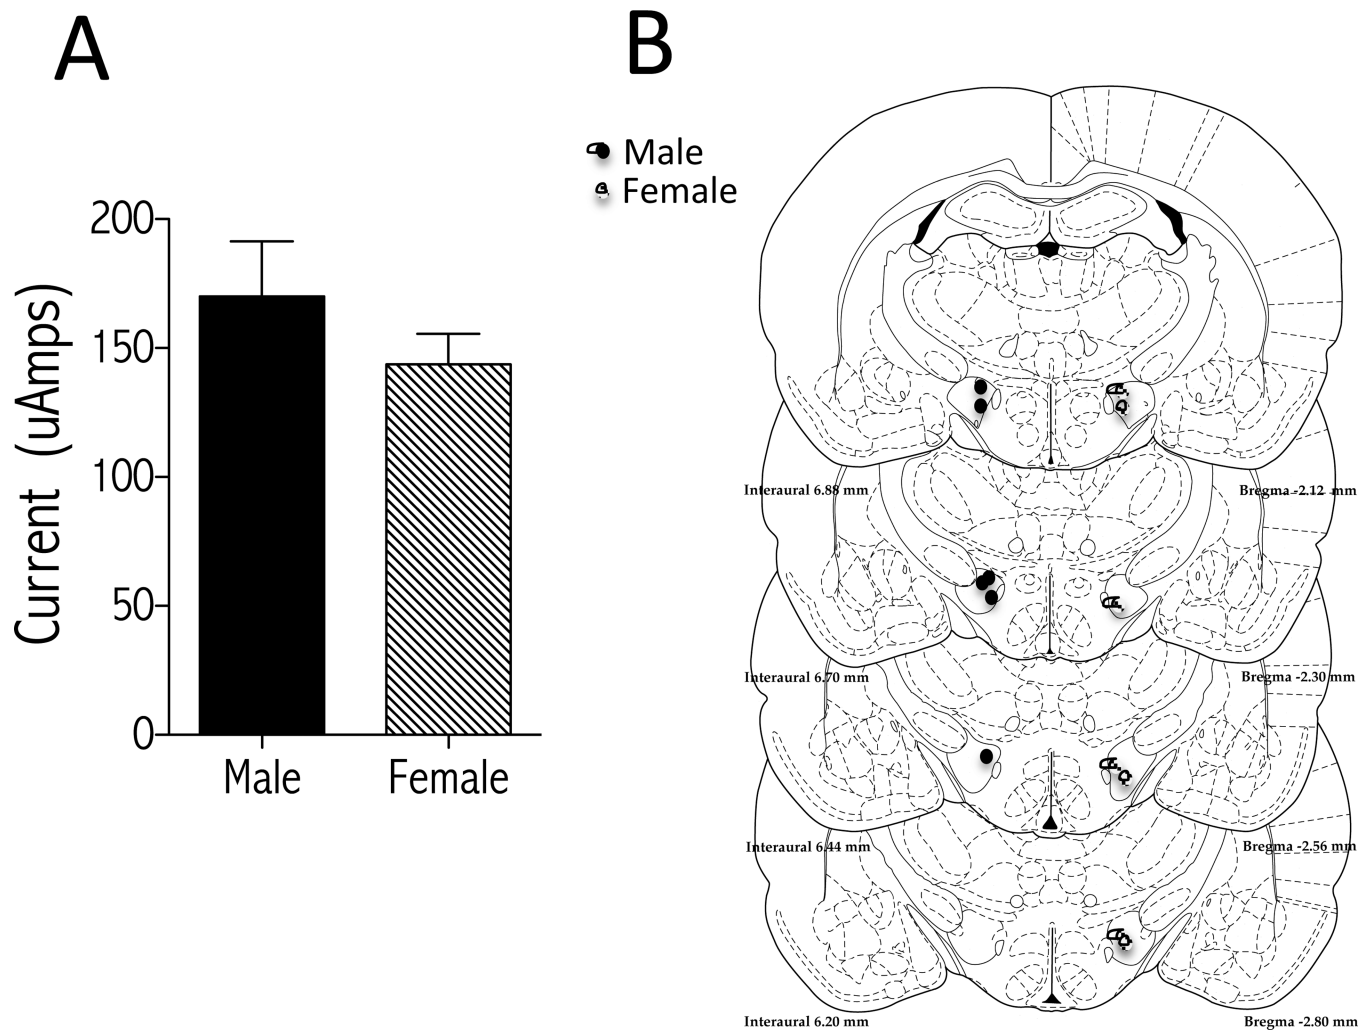 A
B
Male
Female
200
150
100
50
0
Current (uAmps)
Male
Female
Interaural 6.88 mm
Bregma -2.12 mm
Interaural 6.70 mm
Bregma -2.30 mm
Interaural 6.44 mm
Bregma -2.56 mm
Interaural 6.20 mm
Bregma -2.80 mm